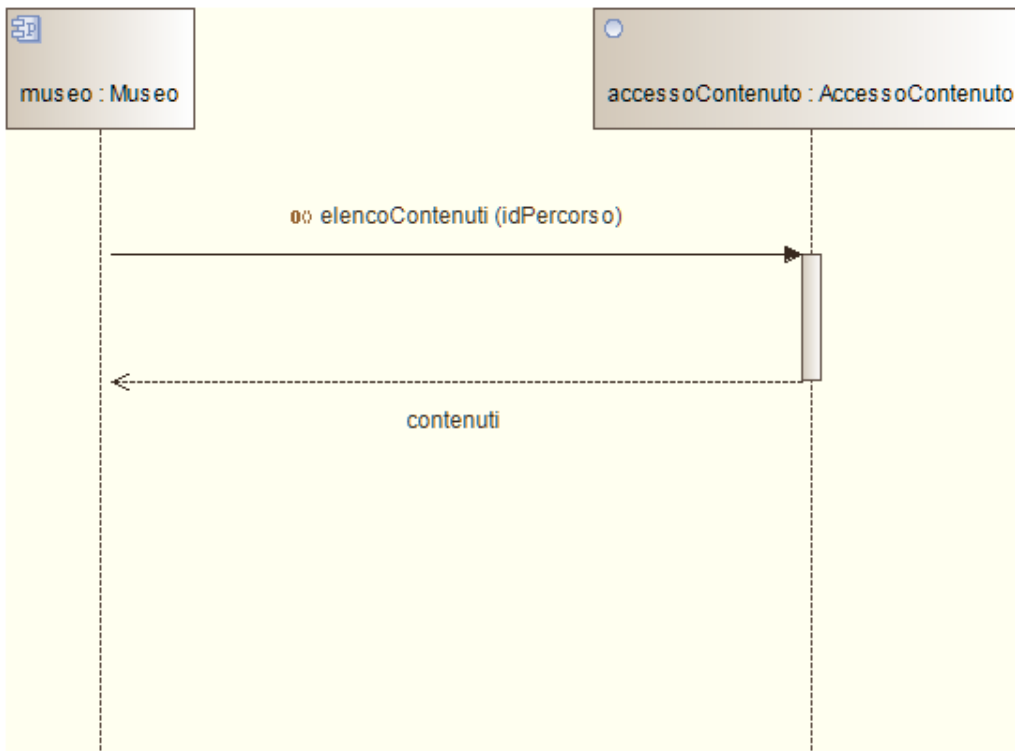 museo : Museo
accessoContenuto : AccessoContenuto
elencoContenuti (idPercorso)
contenuti